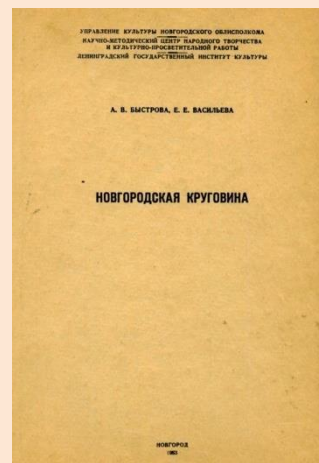 УПРАВЛЕНИЕ КУЛЬТУРЫ НОВГОРОДСКОГО ОБЛИСПОЛКОМА
НАУЧНО-МЕТОДИЧЕСКИЙ ЦЕНТР НАРОДНОГО ТВОРЧЕСТВА
И КУЛЬТУРНО-ПРОСВЕТИТЕЛЬНОЙ РАБОТЫ
ЛЕНИНГРАДСКИЙ ГОСУДАРСТВЕННЫЙ ИНСТИТУТ КУЛЬТУРЫ
А. В. БЫСТРОВА, Е. Е. ВАСИЛЬЕВА
НОВГОРОДСКАЯ КРУГОВИНА
НОВГОРОД